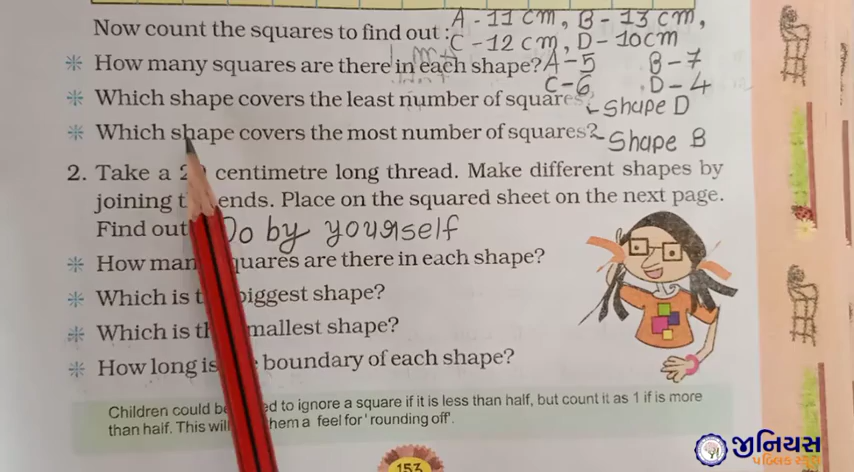 Now count the squares to find out : A - 11 cm, B - 13 cm,
C - 12 cm, D - 10cm
How many squares are there in each shape? A - 5 B - 7
C - 6 D - 4
Which shape covers the least number of squares Shape D
Which shape covers the most number of squares? Shape B
2. Take a centimetre long thread. Make different shapes by
joining ends. Place on the squared sheet on the next page.
Find out Do by yourself
How many squares are there in each shape?
Which is biggest shape?
Which is smallest shape?
How long is boundary of each shape?
Children could be to ignore a square if it is less than half, but count it as 1 if is more
than half. This will them a feel for 'rounding off'.
153
જીનિયસ
પબ્લિક સ્કૂલ